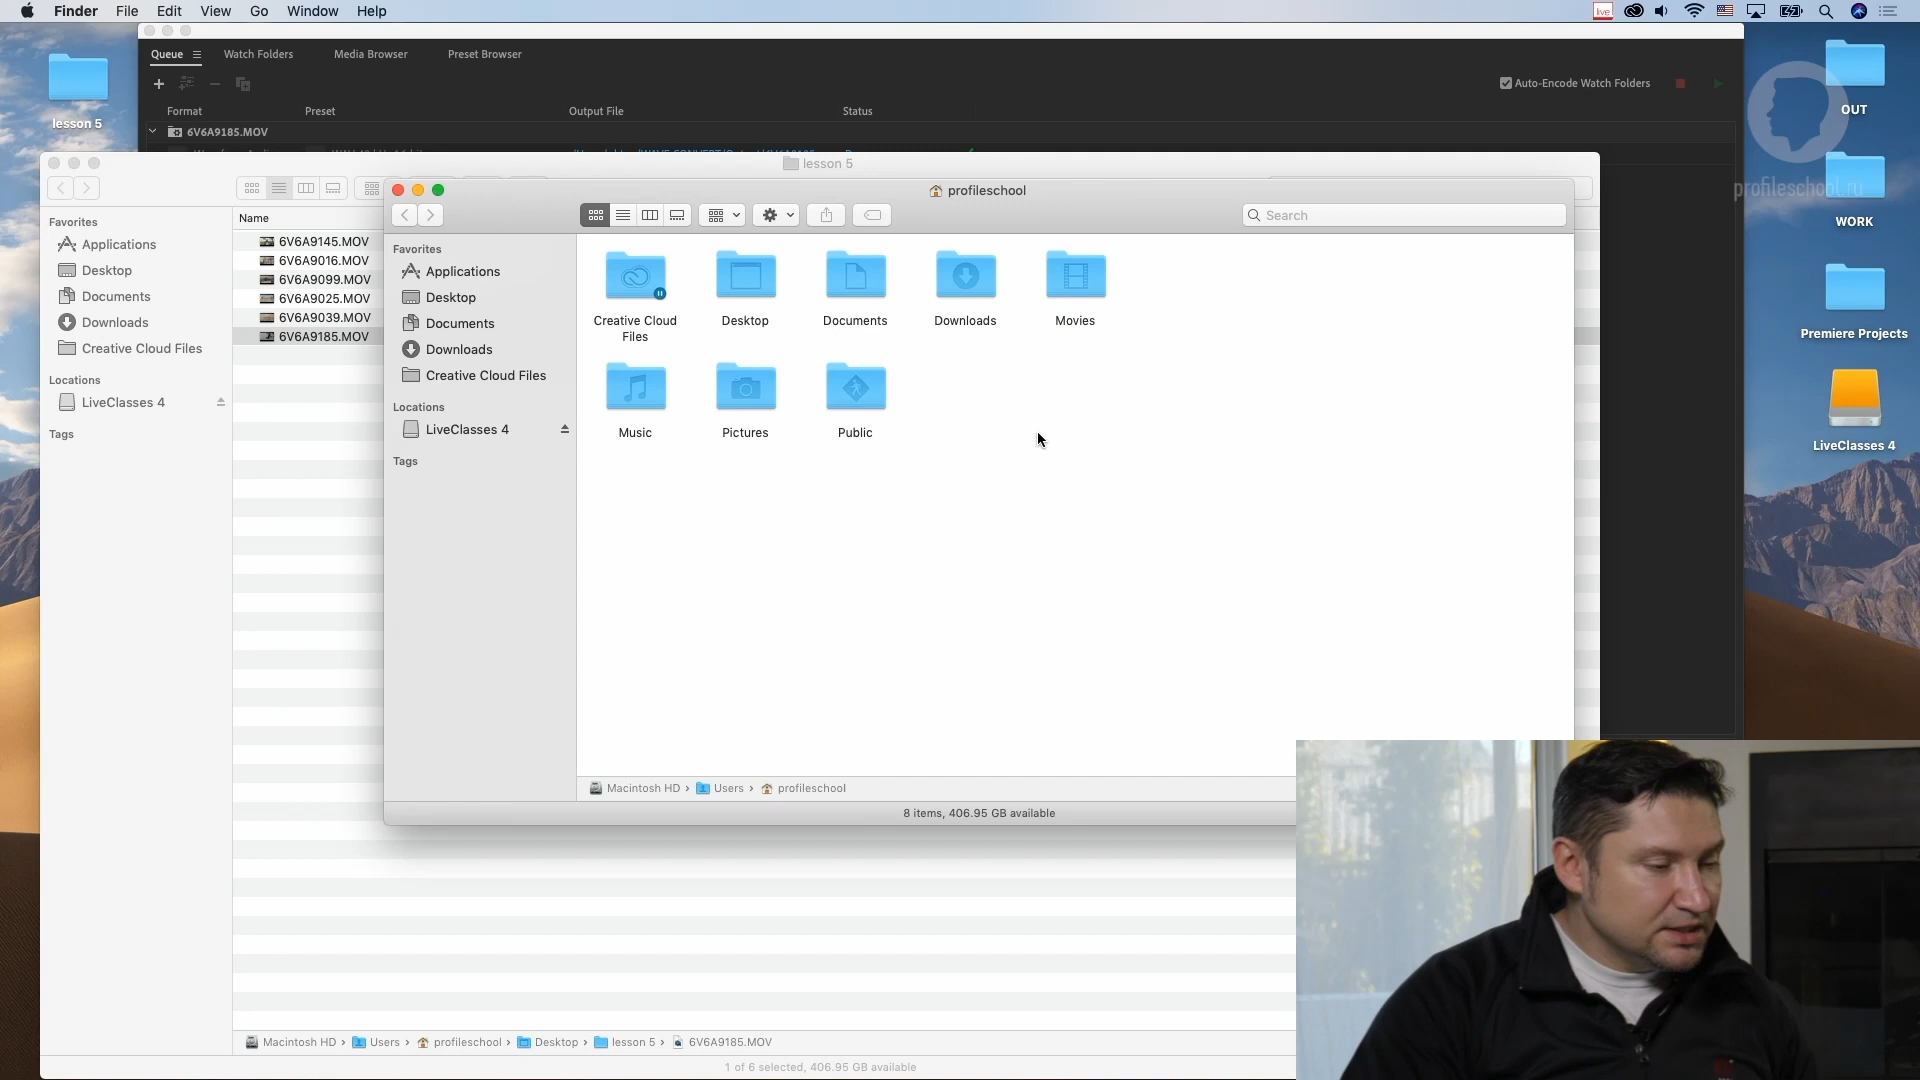 Finder File Edit View Go Window Help
live
Queue Watch Folders Media Browser Preset Browser
Auto-Encode Watch Folders
Format Preset Output File Status
6V6A9185.MOV
lesson 5
OUT
profileschool.ru
WORK
Premiere Projects
LiveClasses 4
lesson 5
Favorites
Applications
Desktop
Documents
Downloads
Creative Cloud Files
Locations
LiveClasses 4
Tags
Name
6V6A9145.MOV
6V6A9016.MOV
6V6A9099.MOV
6V6A9025.MOV
6V6A9039.MOV
6V6A9185.MOV
profileschool
Search
Favorites
Applications
Desktop
Documents
Downloads
Creative Cloud Files
Locations
LiveClasses 4
Tags
Creative Cloud
Files
Desktop
Documents
Downloads
Movies
Music
Pictures
Public
Macintosh HD › Users › profileschool
8 items, 406.95 GB available
Macintosh HD › Users › profileschool › Desktop › lesson 5 › 6V6A9185.MOV
1 of 6 selected, 406.95 GB available